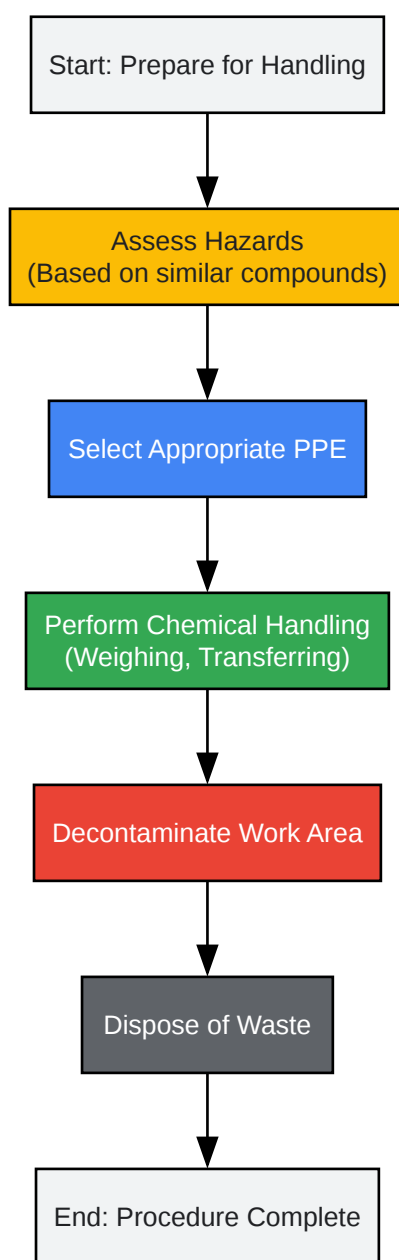 Start: Prepare for Handling
Assess Hazards
(Based on similar compounds)
Select Appropriate PPE
Perform Chemical Handling
(Weighing, Transferring)
Decontaminate Work Area
Dispose of Waste
End: Procedure Complete